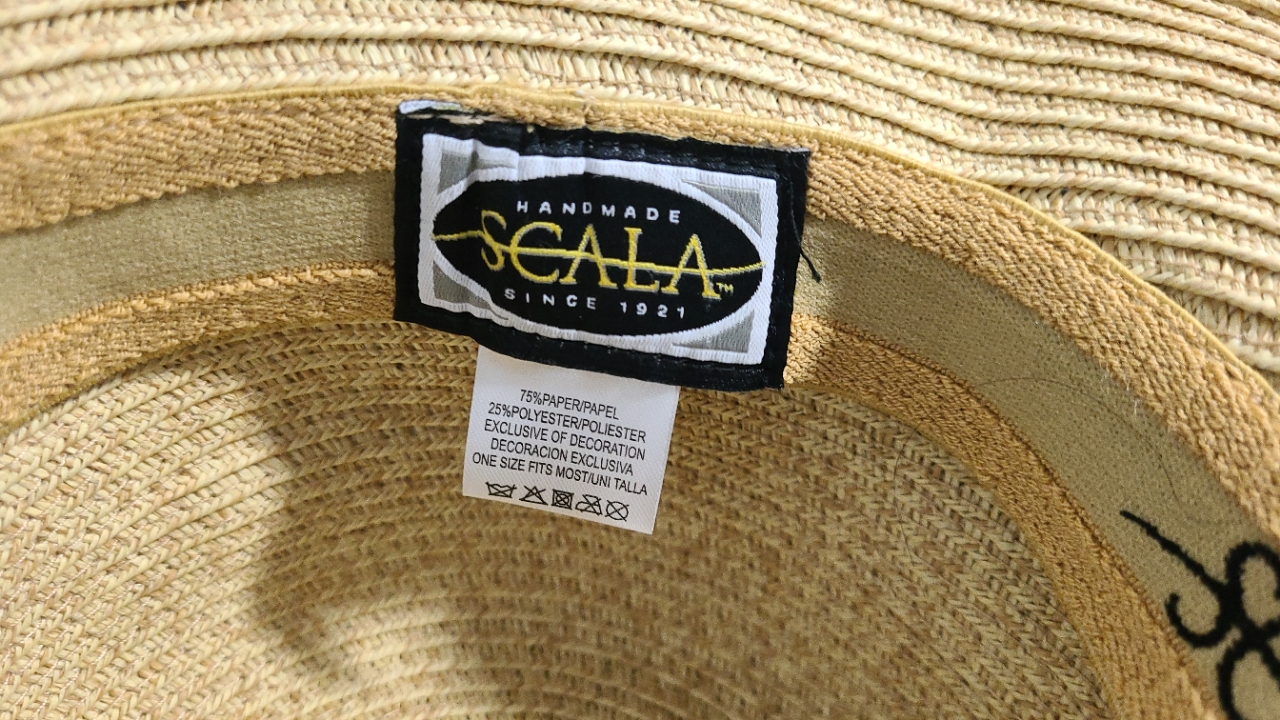 HANDMADE
SCALA™
SINCE 1921
75%PAPER/PAPEL
25%POLYESTER/POLIESTER
EXCLUSIVE OF DECORATION
DECORACION EXCLUSIVA
ONE SIZE FITS MOST/UNI TALLA